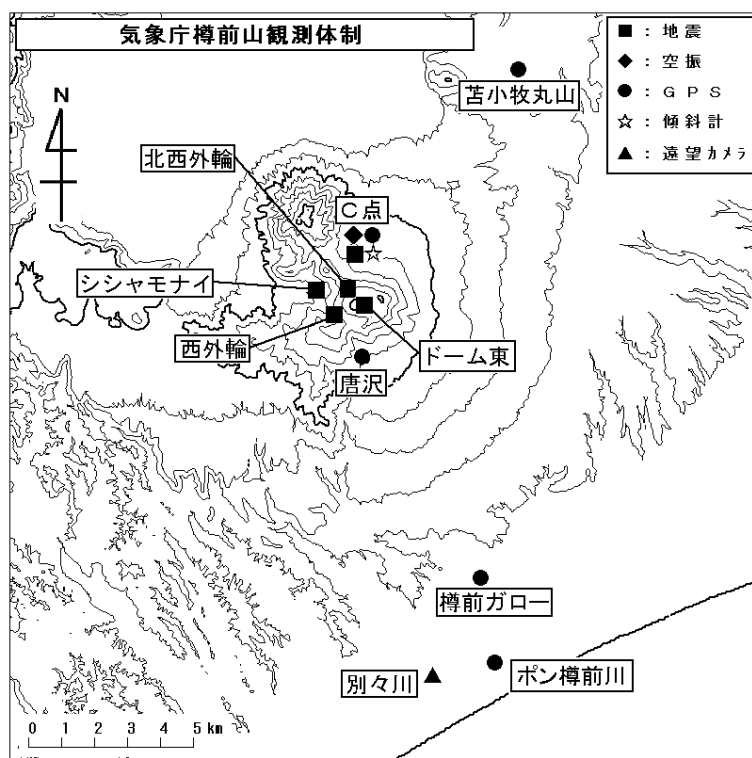 気象庁樽前山観測体制
■ : 地震
◆ : 空振
● : GPS
☆ : 傾斜計
▲ : 遠望カメラ
N
苫小牧丸山
北西外輪
C点
シシャモナイ
西外輪
ドーム東
唐沢
樽前ガロー
別々川
ポン樽前川
0 1 2 3 4 5 km